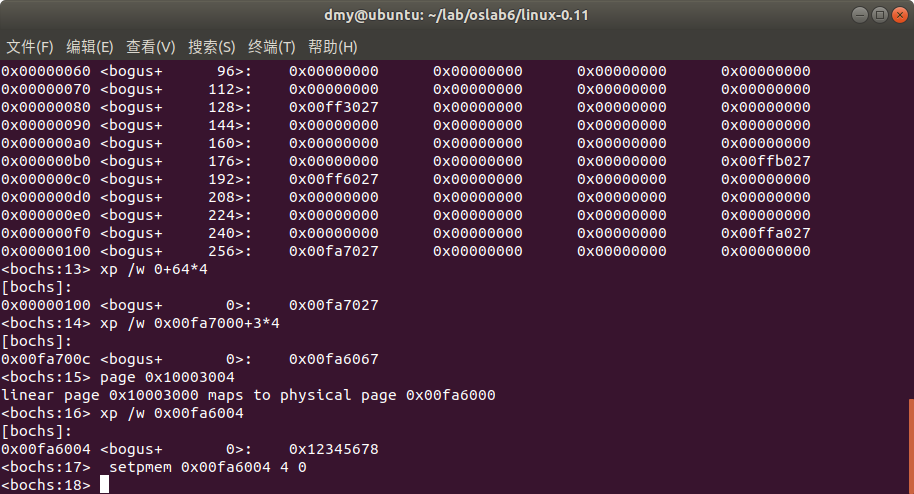 dmy@ubuntu: ~/lab/oslab6/linux-0.11
文件(F) 编辑(E) 查看(V) 搜索(S) 终端(T) 帮助(H)
0x00000060 <bogus+      96>:    0x00000000      0x00000000      0x00000000      0x00000000
0x00000070 <bogus+     112>:    0x00000000      0x00000000      0x00000000      0x00000000
0x00000080 <bogus+     128>:    0x00ff3027      0x00000000      0x00000000      0x00000000
0x00000090 <bogus+     144>:    0x00000000      0x00000000      0x00000000      0x00000000
0x000000a0 <bogus+     160>:    0x00000000      0x00000000      0x00000000      0x00000000
0x000000b0 <bogus+     176>:    0x00000000      0x00000000      0x00000000      0x00ffb027
0x000000c0 <bogus+     192>:    0x00ff6027      0x00000000      0x00000000      0x00000000
0x000000d0 <bogus+     208>:    0x00000000      0x00000000      0x00000000      0x00000000
0x000000e0 <bogus+     224>:    0x00000000      0x00000000      0x00000000      0x00000000
0x000000f0 <bogus+     240>:    0x00000000      0x00000000      0x00000000      0x00ffa027
0x00000100 <bogus+     256>:    0x00fa7027      0x00000000      0x00000000      0x00000000
<bochs:13> xp /w 0+64*4
[bochs]:
0x00000100 <bogus+       0>:    0x00fa7027
<bochs:14> xp /w 0x00fa7000+3*4
[bochs]:
0x00fa700c <bogus+       0>:    0x00fa6067
<bochs:15> page 0x10003004
linear page 0x10003000 maps to physical page 0x00fa6000
<bochs:16> xp /w 0x00fa6004
[bochs]:
0x00fa6004 <bogus+       0>:    0x12345678
<bochs:17>  setpmem 0x00fa6004 4 0
<bochs:18>